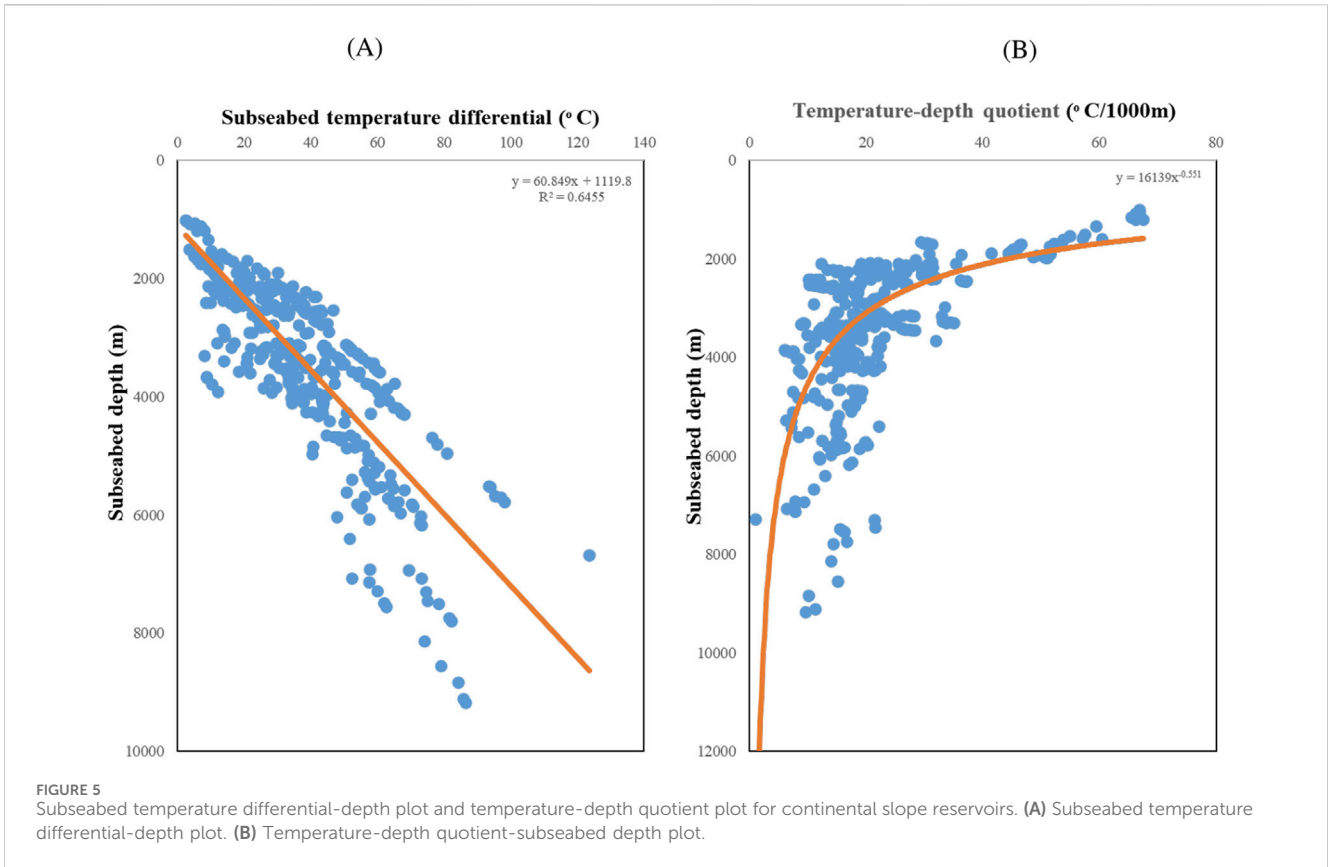 (A)
Subseabed temperature differential (° C)
0 20 40 60 80 100 120 140
0
2000
4000
6000
8000
10000
Subseabed depth (m)
y = 60.849x + 1119.8
R² = 0.6455
(B)
Temperature-depth quotient (° C/1000m)
0 20 40 60 80
0
2000
4000
6000
8000
10000
12000
Subseabed depth (m)
y = 16139x^-0.551
FIGURE 5
Subseabed temperature differential-depth plot and temperature-depth quotient plot for continental slope reservoirs. (A) Subseabed temperature
differential-depth plot. (B) Temperature-depth quotient-subseabed depth plot.